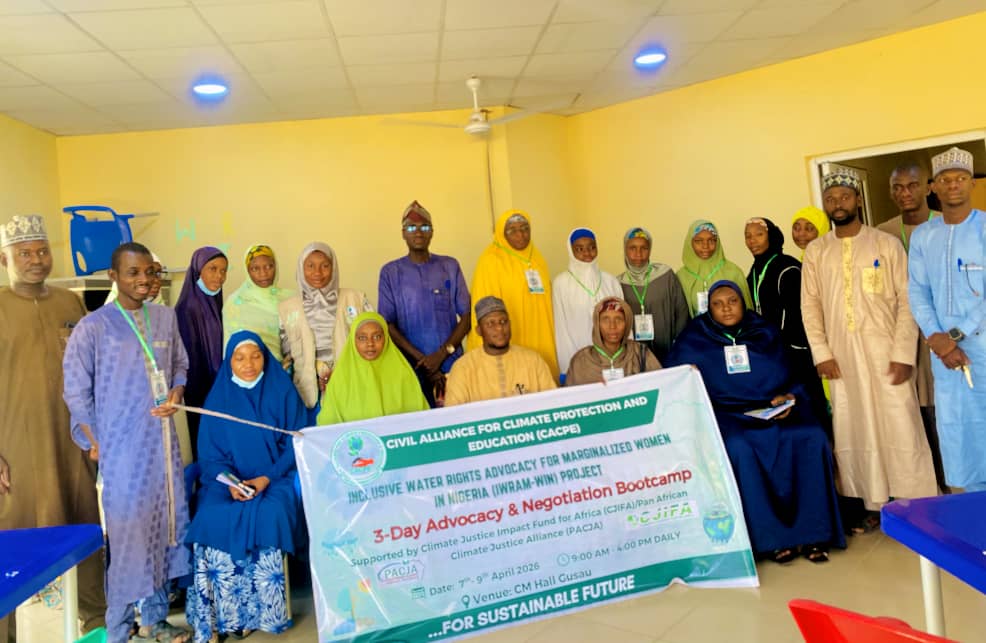 CIVIL ALLIANCE FOR CLIMATE PROTECTION AND
EDUCATION (CACPE)
INCLUSIVE WATER RIGHTS ADVOCACY FOR MARGINALIZED WOMEN
IN NIGERIA (IWRAM-WIN) PROJECT
3-Day Advocacy & Negotiation Bootcamp
Supported by Climate Justice Impact Fund for Africa (CJIFA)/Pan African
Climate Justice Alliance (PACJA)
CJIFA
PACJA
Date: 7th - 9th April 2026
9:00 AM - 4:00 PM DAILY
Venue: CM Hall Gusau
...FOR SUSTAINABLE FUTURE